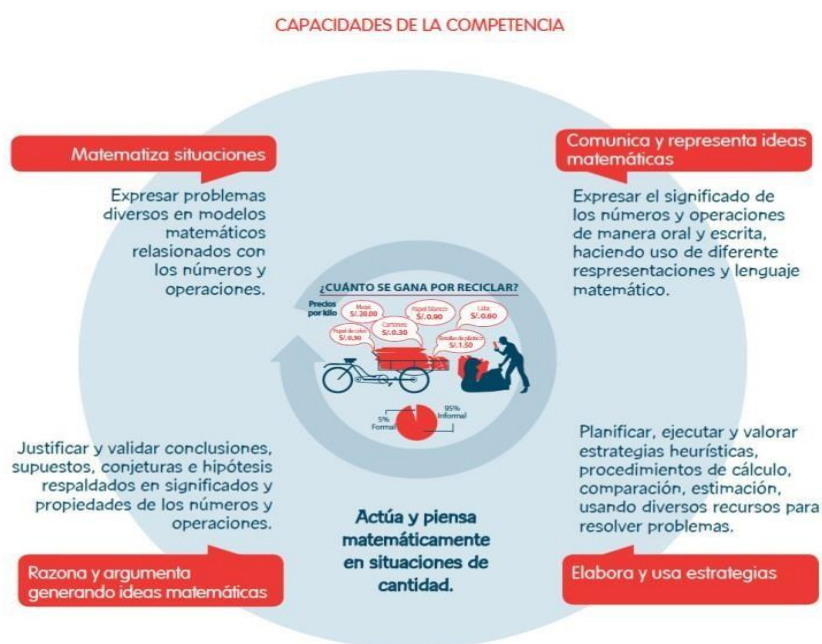 CAPACIDADES DE LA COMPETENCIA
Matematiza situaciones
Expresar problemas
diversos en modelos
matemáticos
relasionados con
los números y
operaciones.
Comunica y representa ideas
matemáticas
Expresar el significado de
los números y operaciones
de manera oral y escrita,
haciendo uso de diferente
respresentaciones y lenguaje
matemático.
¿CUÁNTO SE GANA POR RECICLAR?
Precios
por kilo
S/.20.00
Papel blanco:
S/.0.90
Lata:
S/.0.60
Cartones:
S/.0.30
Papel de color:
Botellas de plástico:
S/.1.50
5%
Formal
95%
Informal
Justificar y validar conclusiones,
supuestos, conjeturas e hipótesis
respaldados en significados y
propiedades de los números y
operaciones.
Razona y argumenta
generando ideas matemáticas
Actúa y piensa
matemáticamente
en situaciones de
cantidad.
Planificar, ejecutar y valorar
estrategias heurísticas,
procedimientos de cálculo,
comparación, estimación,
usando diversos recursos para
resolver problemas.
Elabora y usa estrategias